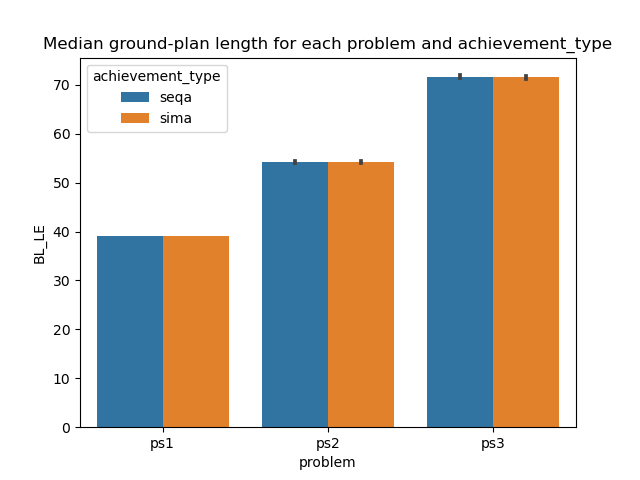 Median ground-plan length for each problem and achievement_type
achievement_type
seqa
sima
BL_LE
70
60
50
40
30
20
10
0
ps1
ps2
ps3
problem